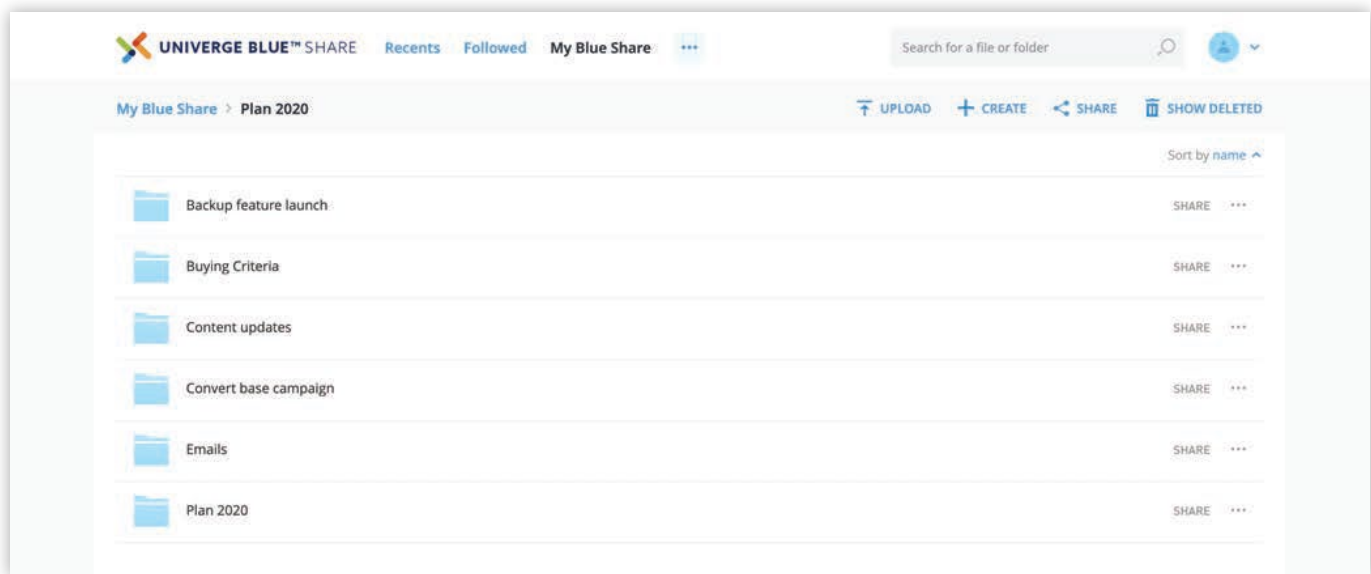 UNIVERGE BLUE™ SHARE Recents Followed My Blue Share ••• Search for a file or folder
My Blue Share > Plan 2020 UPLOAD CREATE SHARE SHOW DELETED
Sort by name
Backup feature launch SHARE •••
Buying Criteria SHARE •••
Content updates SHARE •••
Convert base campaign SHARE •••
Emails SHARE •••
Plan 2020 SHARE •••